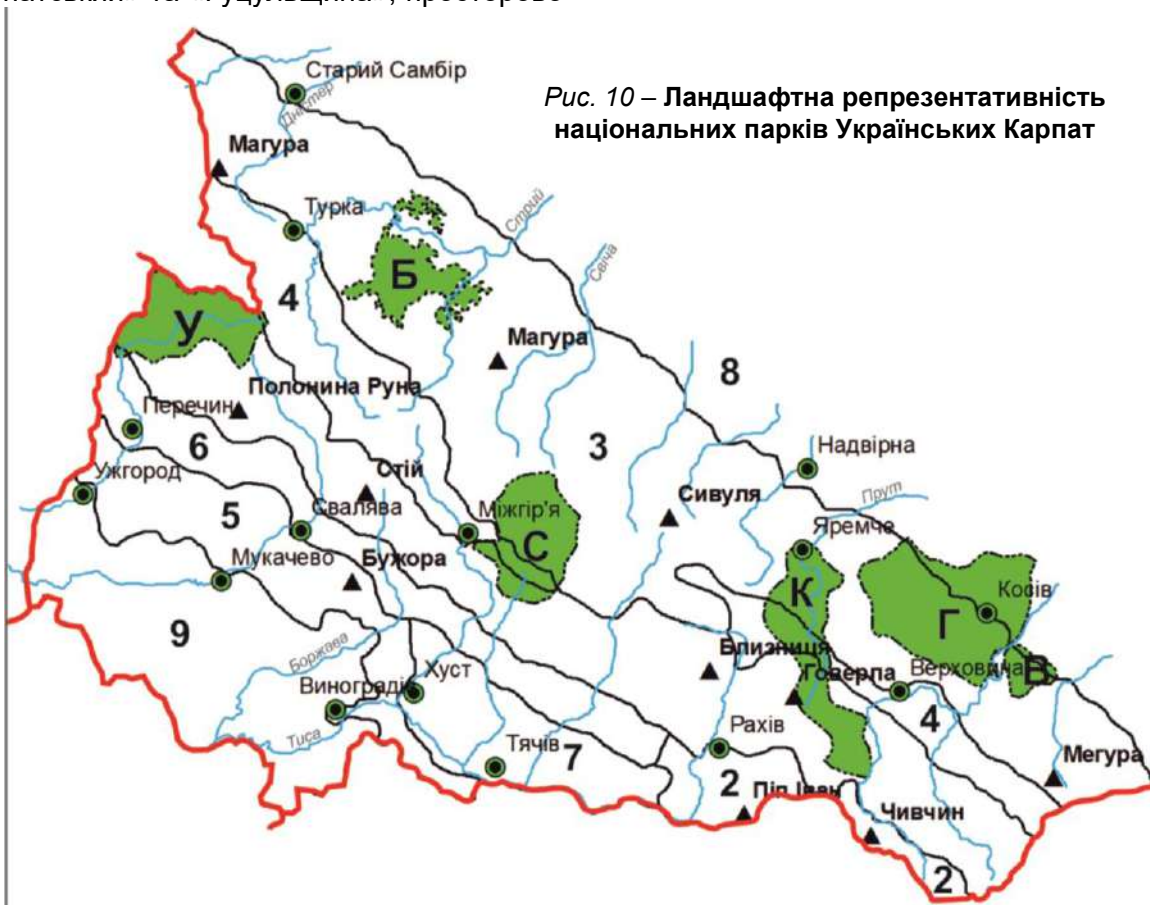 Рис. 10 – Ландшафтна репрезентативність
національних парків Українських Карпат
Старий Самбір
Дністер
Магура
Турка
Стрий
Свіча
Б
4
У
Магура
8
Полонина Руна
Перечин
6
3
Надвірна
Ужгород
Стій
Сивуля
Прут
5
Свалява
Міжгір'я
Яремче
С
Мукачево
Бужора
К
Косів
Г
9
Боржава
Близниця
В
Хуст
Говерла
Верховина
Виноградів
4
Тиса
Рахів
Тячів
7
2
Мегура
Піп Іван
Чивчин
2